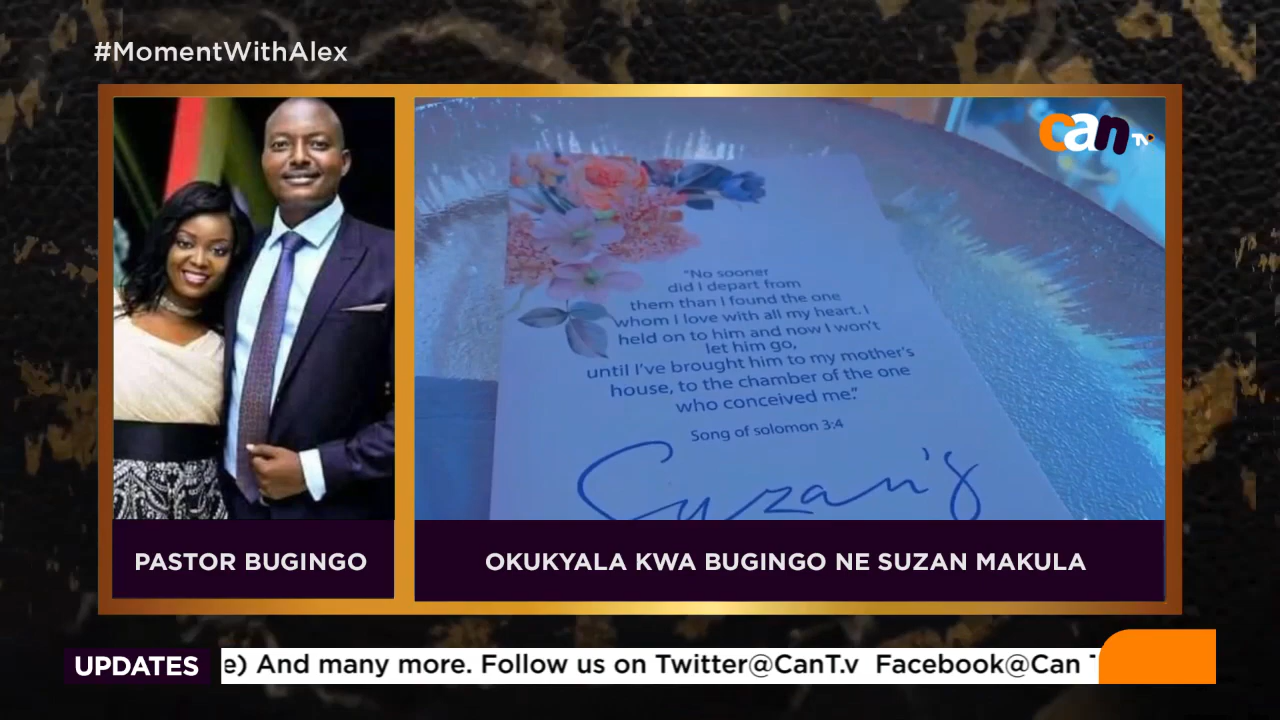 #MomentWithAlex
can TV
"No sooner
did I depart from
them than I found the one
whom I love with all my heart. I
held on to him and now I won't
let him go,
until I've brought him to my mother's
house, to the chamber of the one
who conceived me."
Song of solomon 3:4
Suzan's
PASTOR BUGINGO
OKUKYALA KWA BUGINGO NE SUZAN MAKULA
UPDATES
e) And many more. Follow us on Twitter@CanT.v Facebook@Can